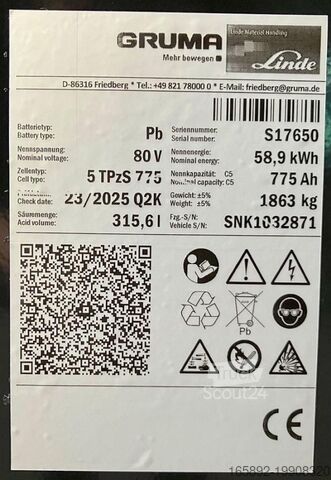 GRUMA
Mehr bewegen
Linde Material Handling
Linde
D-86316 Friedberg * Tel.: +49 821 78000 0 * E-Mail: friedberg@gruma.de
Batterietyp: Pb Seriennummer: S17650
Battery type: Serial number:
Nennspannung: 80 V Nennenergie: 58,9 kWh
Nominal voltage: Nominal energy:
Zellentyp: 5 TPzS 775 Nennkapazität: C5 775 Ah
Cell type: Nominal capacity: C5
23/2025 Q2K Gewicht: ±5% 1863 kg
Check date: Weight: ±5%
Säuremenge: 315,6 l Fzg.-S/N: SNK1032871
Acid volume: Vehicle S/N:
Pb
Truck
Scout24
CE
165892-19908320